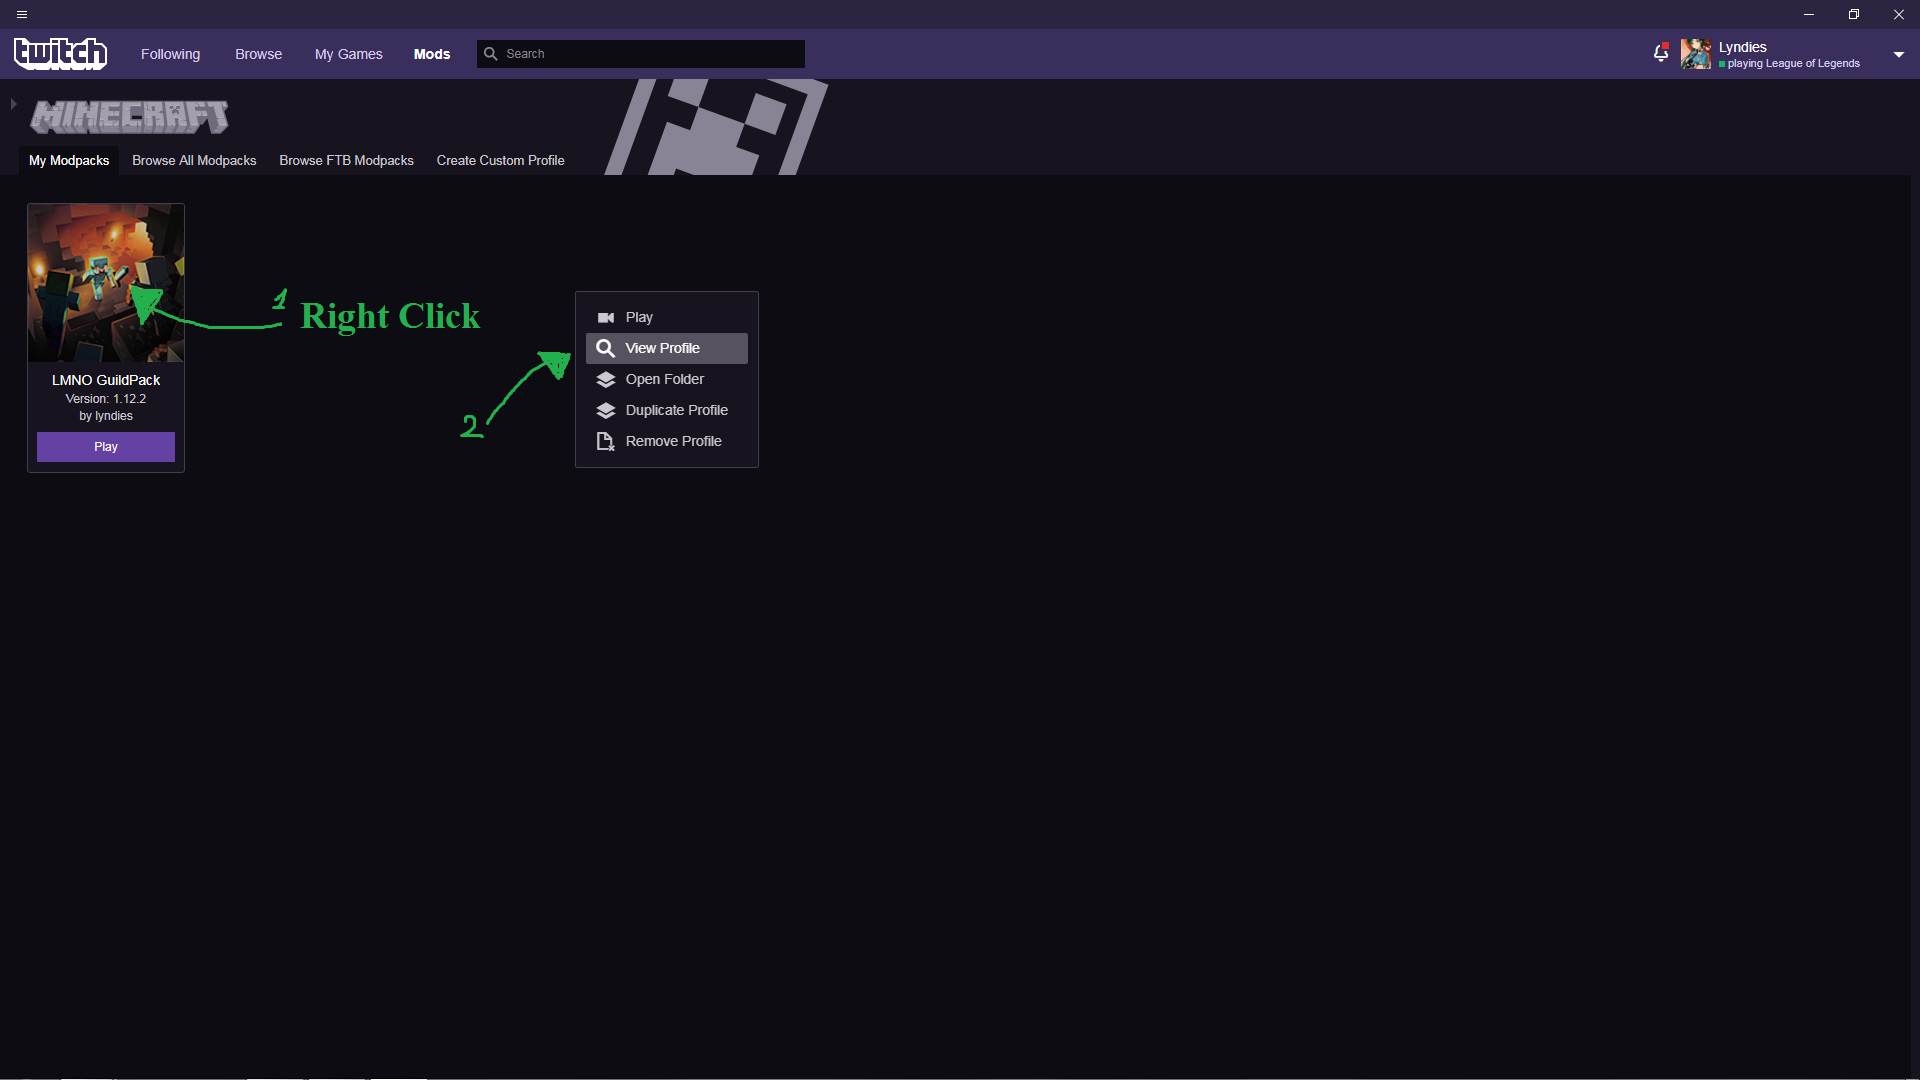 twitch
Following
Browse
My Games
Mods
Search
Lyndies
playing League of Legends
MINECRAFT
My Modpacks
Browse All Modpacks
Browse FTB Modpacks
Create Custom Profile
1 Right Click
Play
View Profile
Open Folder
Duplicate Profile
Remove Profile
2
LMNO GuildPack
Version: 1.12.2
by lyndies
Play